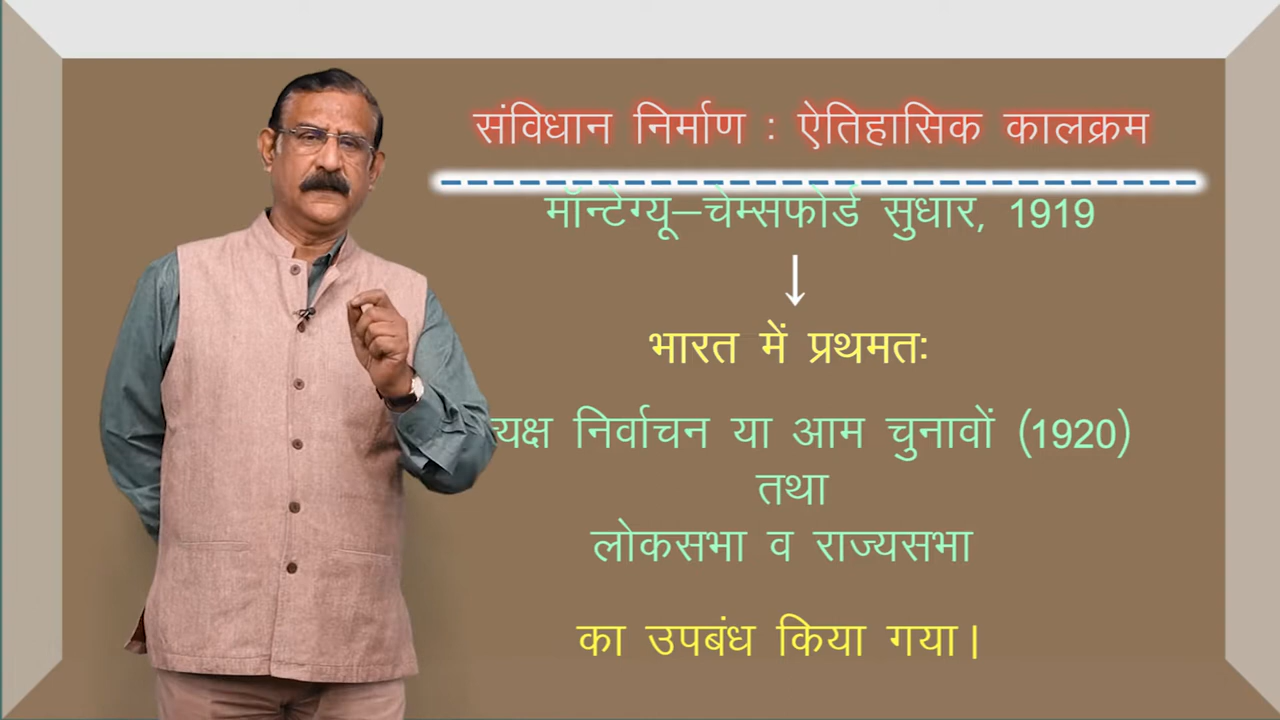 संविधान निर्माण : ऐतिहासिक कालक्रम
मॉन्टेग्यू–चेम्सफोर्ड सुधार, 1919
↓
भारत में प्रथमतः
निर्वाचन या आम चुनावों (1920)
तथा
लोकसभा व राज्यसभा
का उपबंध किया गया।